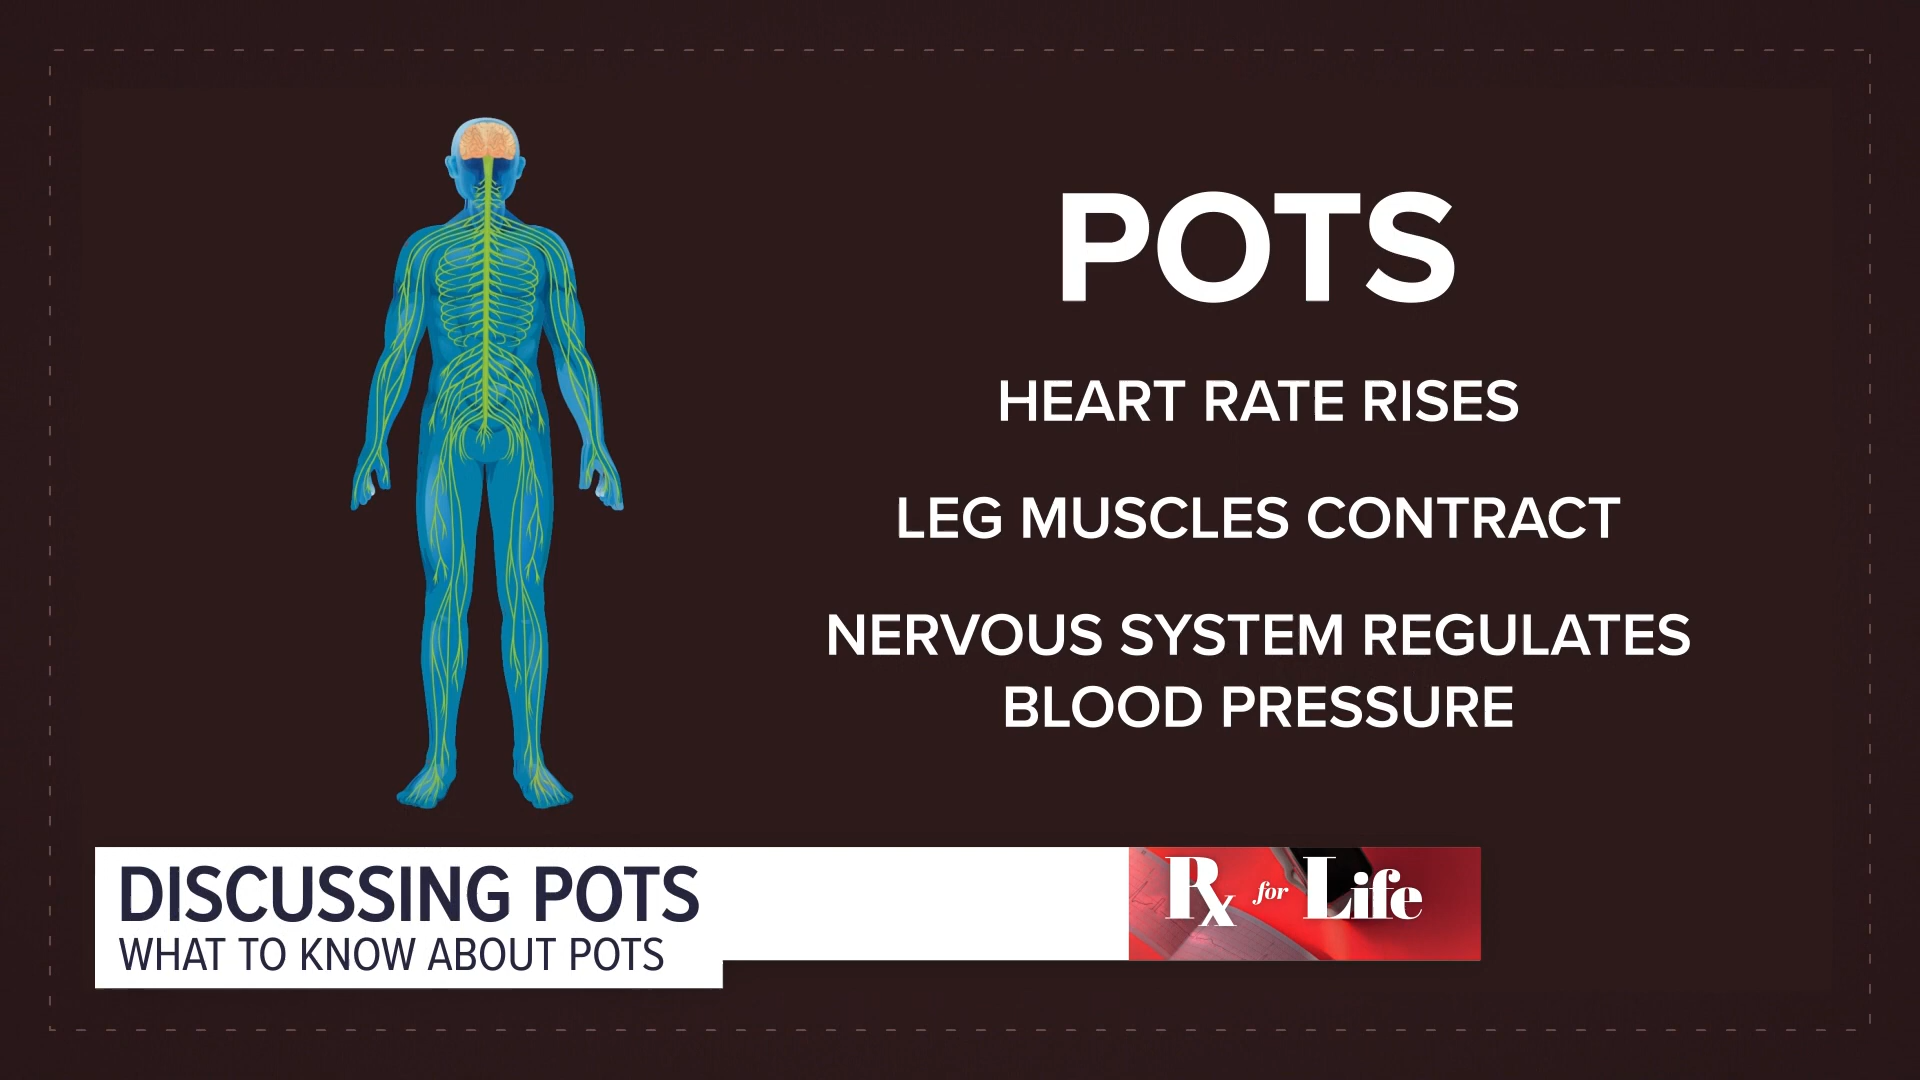 POTS
HEART RATE RISES
LEG MUSCLES CONTRACT
NERVOUS SYSTEM REGULATES
BLOOD PRESSURE
DISCUSSING POTS
WHAT TO KNOW ABOUT POTS
Rx for Life